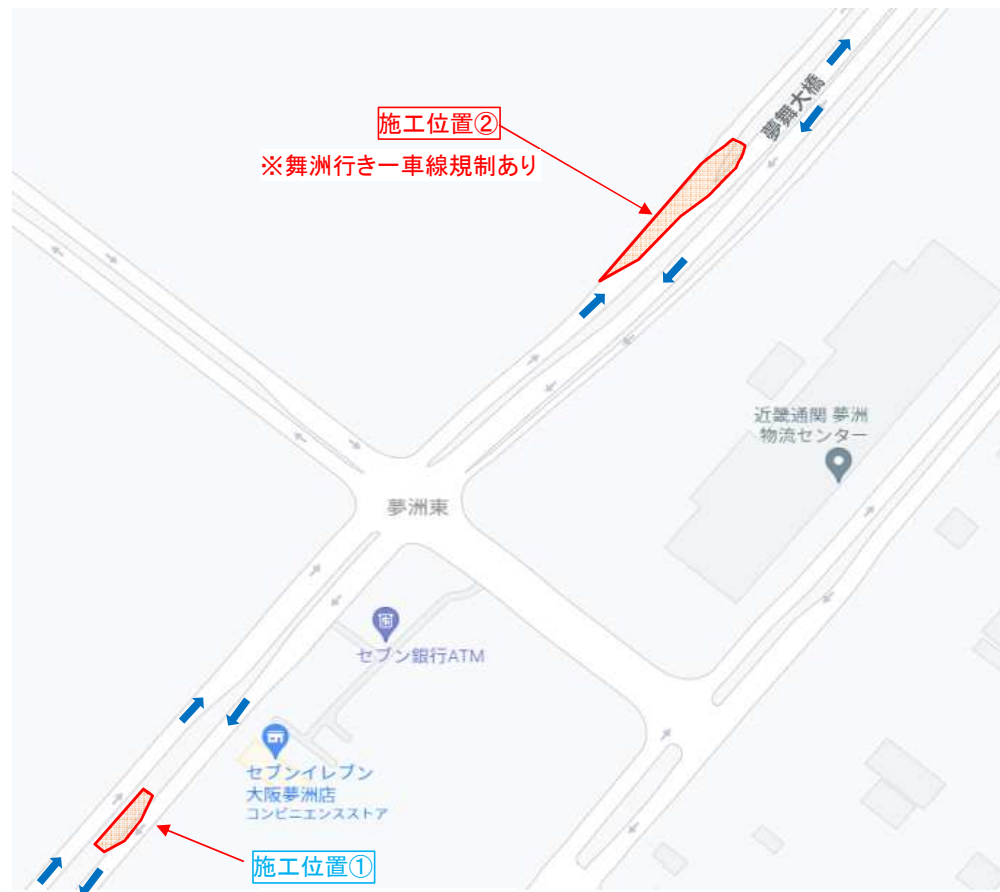 施工位置②
※舞洲行き一車線規制あり
夢舞大橋
近畿通関 夢洲
物流センター
夢洲東
セブン銀行ATM
セブンイレブン
大阪夢洲店
コンビニエンスストア
施工位置①